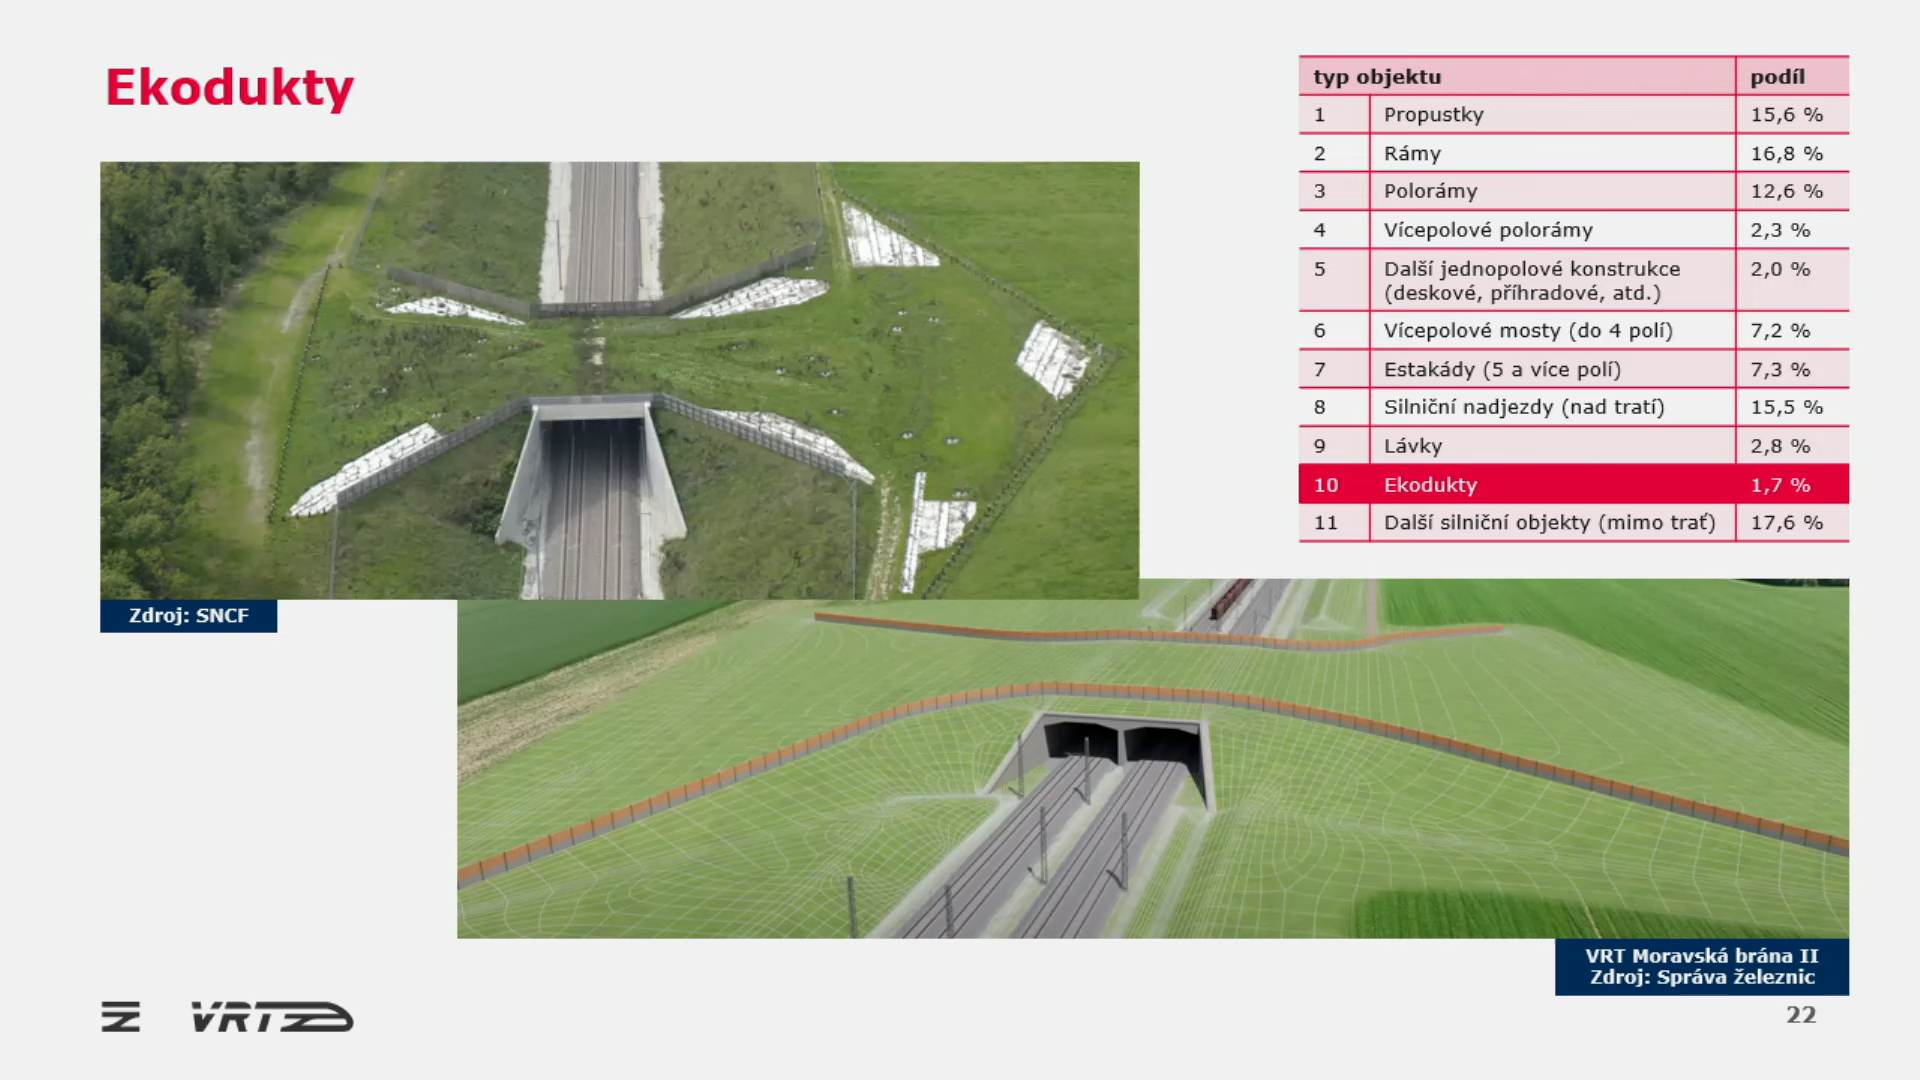 Ekodukty
typ objektu podíl
1 Propustky 15,6 %
2 Rámy 16,8 %
3 Polorámy 12,6 %
4 Vícepolové polorámy 2,3 %
5 Další jednopolové konstrukce 2,0 %
(deskové, příhradové, atd.)
6 Vícepolové mosty (do 4 polí) 7,2 %
7 Estakády (5 a více polí) 7,3 %
8 Silniční nadjezdy (nad tratí) 15,5 %
9 Lávky 2,8 %
10 Ekodukty 1,7 %
11 Další silniční objekty (mimo trať) 17,6 %
Zdroj: SNCF
VRT Moravská brána II
Zdroj: Správa železnic
VRT
22